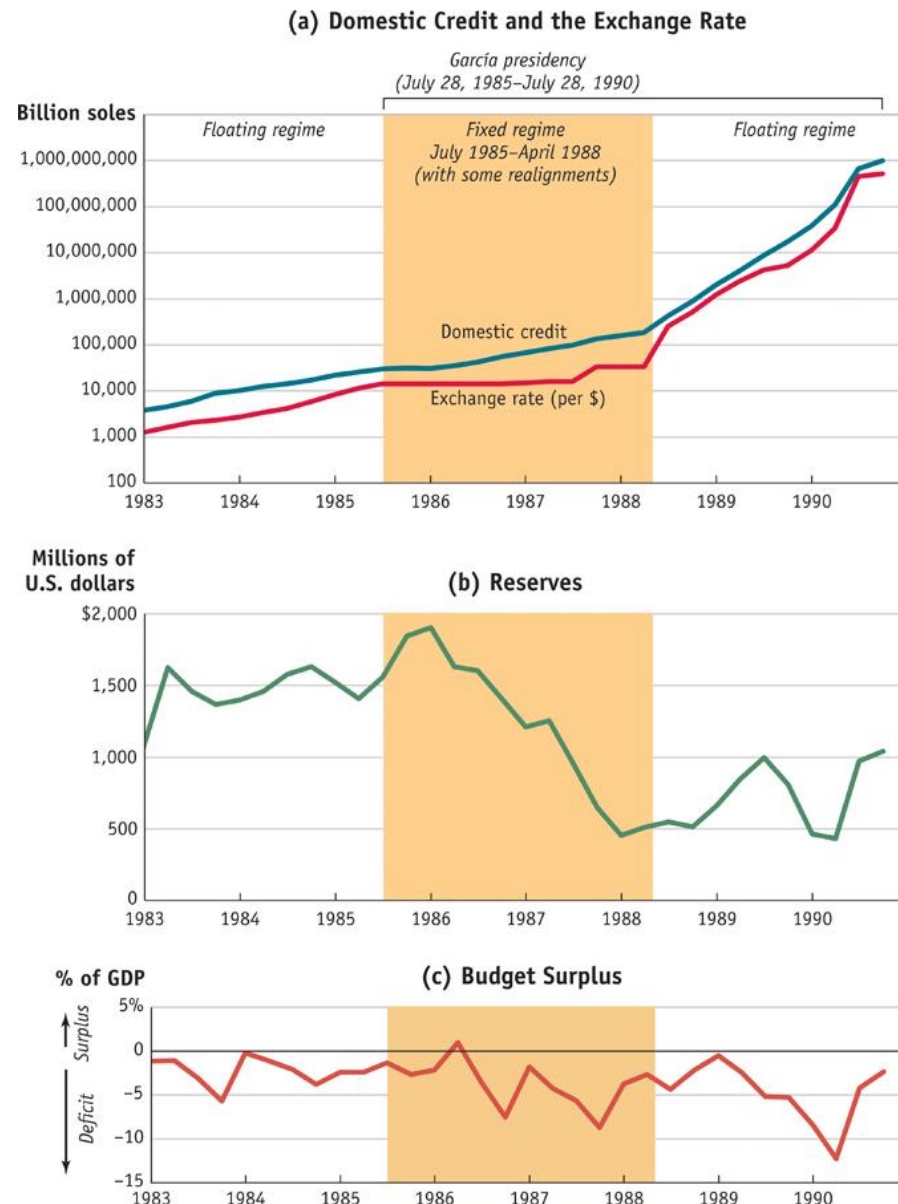 (a) Domestic Credit and the Exchange Rate
García presidency
(July 28, 1985–July 28, 1990)
Billion soles
Floating regime
Fixed regime
July 1985–April 1988
(with some realignments)
Floating regime
1,000,000,000
100,000,000
10,000,000
1,000,000
100,000
10,000
1,000
100
Domestic credit
Exchange rate (per $)
1983 1984 1985 1986 1987 1988 1989 1990
Millions of
U.S. dollars
(b) Reserves
$2,000
1,500
1,000
500
0
1983 1984 1985 1986 1987 1988 1989 1990
% of GDP
(c) Budget Surplus
Surplus
Deficit
5%
0
−5
−10
−15
1983 1984 1985 1986 1987 1988 1989 1990